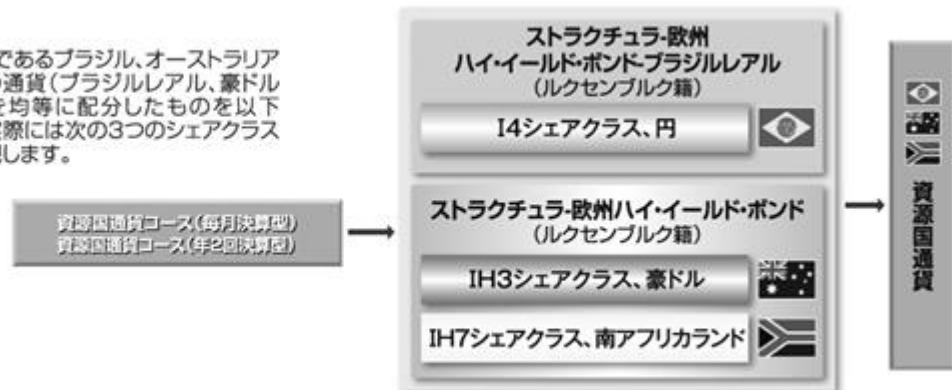 であるブラジル、オーストラリア
通貨(ブラジルレアル、豪ドル
を均等に配分したものを以下
際には次の3つのシェアクラス
します。
資源国通貨コース(毎月決算型)
資源国通貨コース(年2回決算型)
ストラクチュラ-欧州
ハイ・イールド・ボンド-ブラジルレアル
(ルクセンブルク籍)
I4シェアクラス、円
ストラクチュラ-欧州ハイ・イールド・ボンド
(ルクセンブルク籍)
IH3シェアクラス、豪ドル
IH7シェアクラス、南アフリカランド
資源国通貨